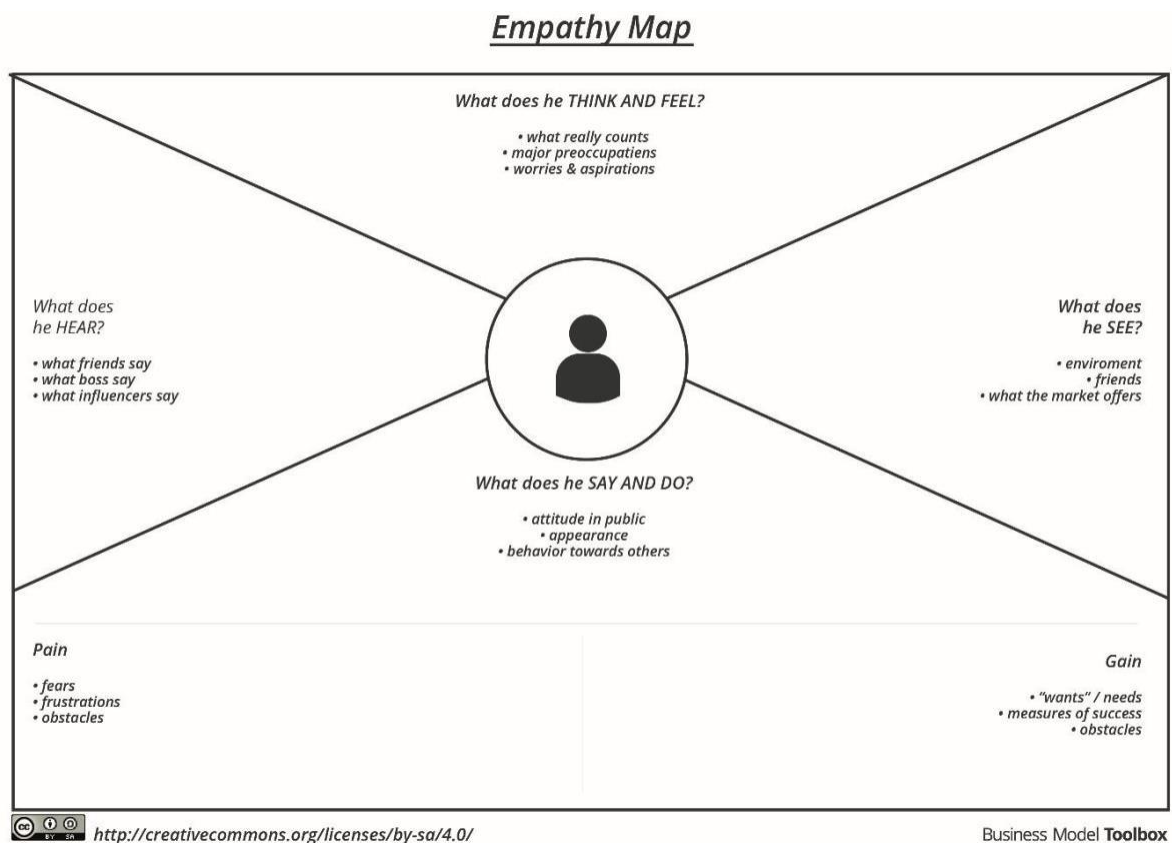 Empathy Map
What does he THINK AND FEEL?
• what really counts
• major preoccupatiens
• worries & aspirations
What does
he HEAR?
• what friends say
• what boss say
• what influencers say
What does
he SEE?
• enviroment
• friends
• what the market offers
What does he SAY AND DO?
• attitude in public
• appearance
• behavior towards others
Pain
• fears
• frustrations
• obstacles
Gain
• “wants” / needs
• measures of success
• obstacles
cc
BY SA
http://creativecommons.org/licenses/by-sa/4.0/
Business Model Toolbox